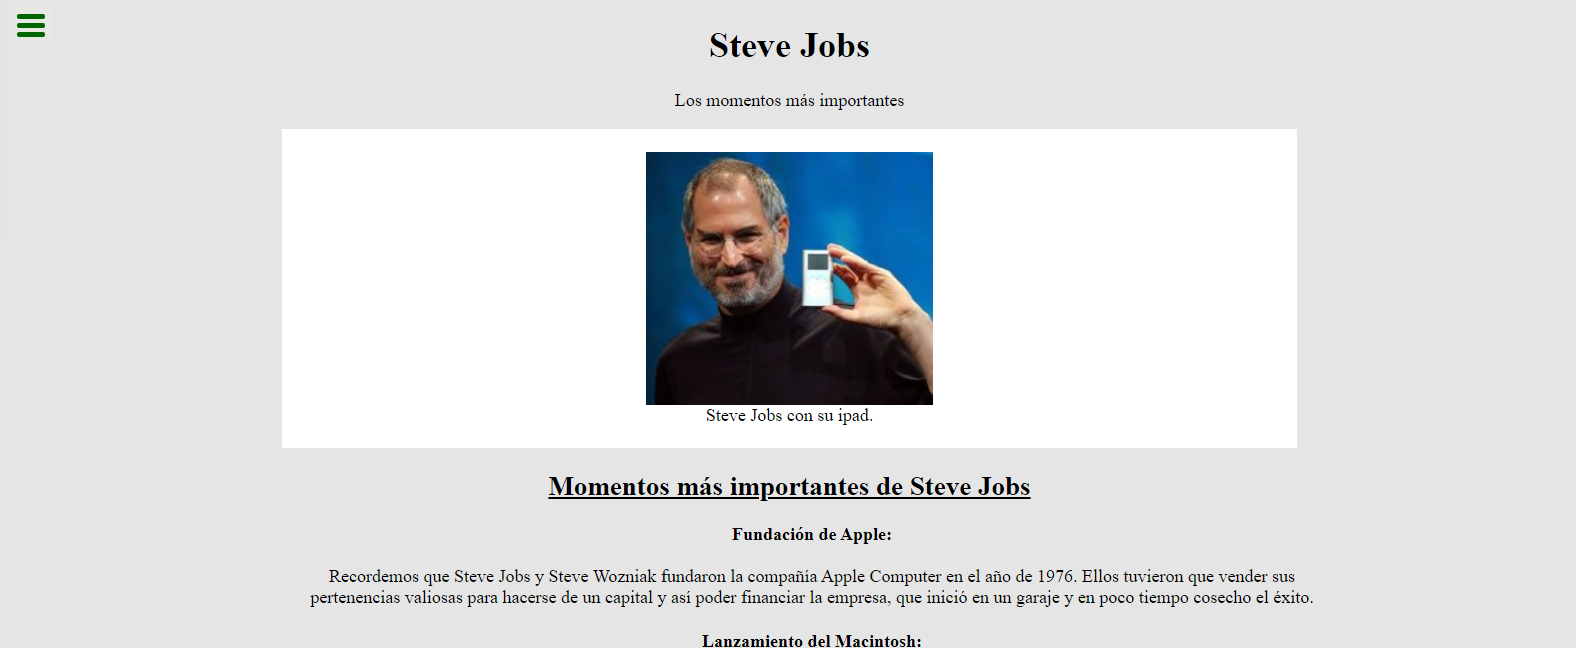 Steve Jobs
Los momentos más importantes
Steve Jobs con su ipad.
Momentos más importantes de Steve Jobs
Fundación de Apple:
Recordemos que Steve Jobs y Steve Wozniak fundaron la compañía Apple Computer en el año de 1976. Ellos tuvieron que vender sus
pertenencias valiosas para hacerse de un capital y así poder financiar la empresa, que inició en un garaje y en poco tiempo cosecho el éxito.
Lanzamiento del Macintosh: